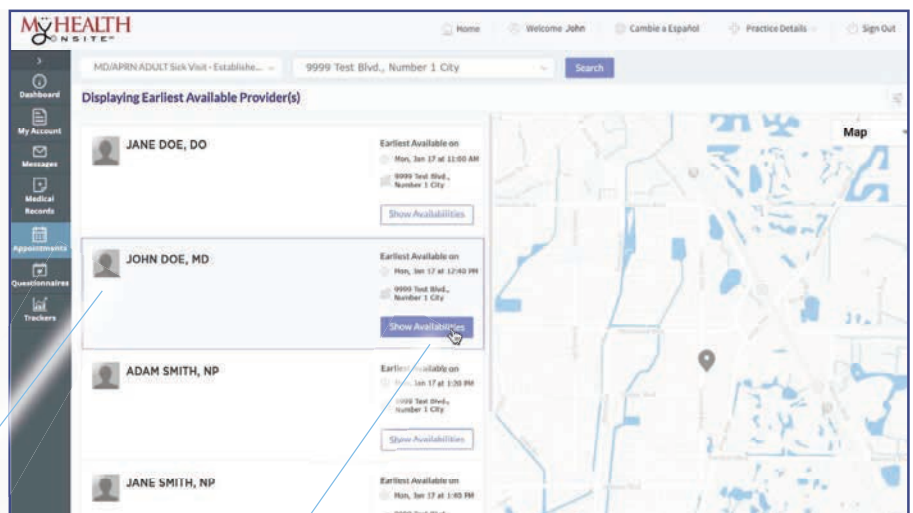 MY HEALTH
ONSITE
Home
Welcome John
Cambie a Español
Practice Details
Sign Out
MD/APRN ADULT Sick Visit - Establishe...
9999 Test Blvd., Number 1 City
Search
Dashboard
My Account
Messages
Medical
Records
Appointments
Questionnaires
Trackers
Displaying Earliest Available Provider(s)
JANE DOE, DO
Earliest Available on
Mon, Jan 17 at 11:00 AM
9999 Test Blvd.,
Number 1 City
Show Availabilities
JOHN DOE, MD
Earliest Available on
Mon, Jan 17 at 12:40 PM
9999 Test Blvd.,
Number 1 City
Show Availabilities
ADAM SMITH, NP
Earliest Available on
Mon, Jan 17 at 1:20 PM
9999 Test Blvd.,
Number 1 City
Show Availabilities
JANE SMITH, NP
Earliest Available on
Mon, Jan 17 at 1:40 PM
Map